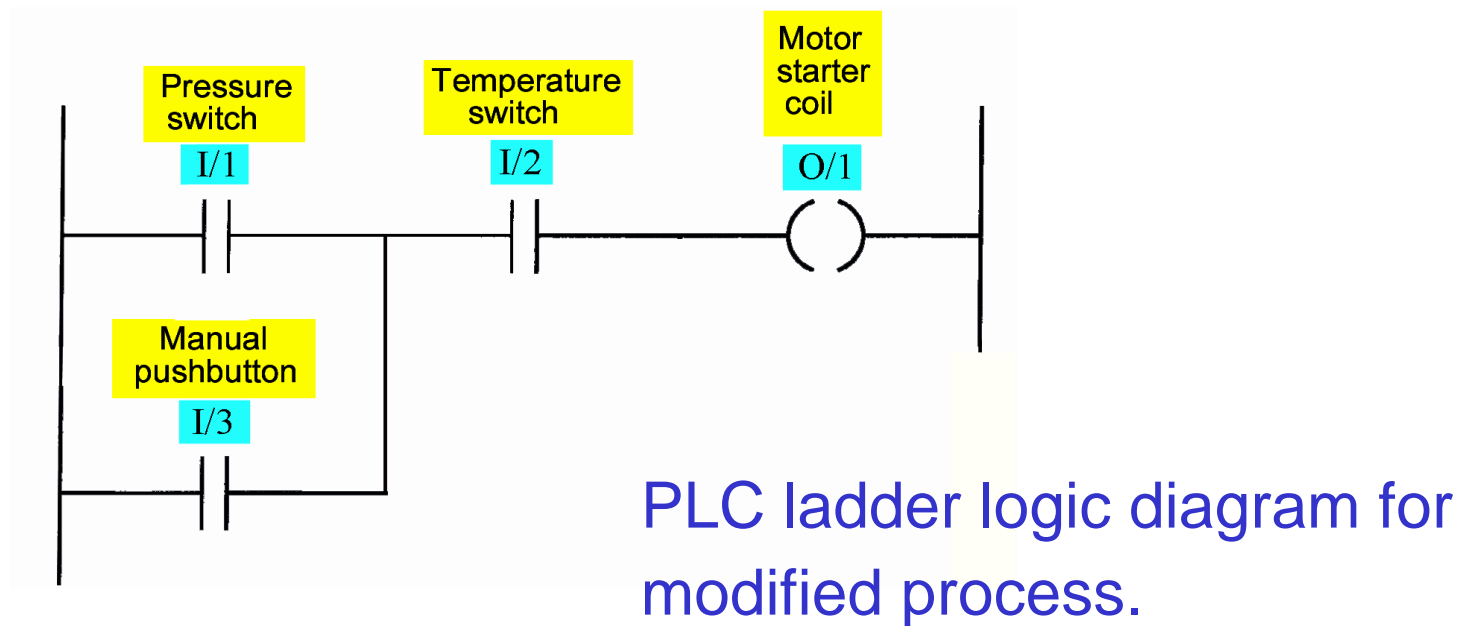 Pressure
switch
I/1
Temperature
switch
I/2
Motor
starter
coil
O/1
Manual
pushbutton
I/3
PLC ladder logic diagram for
modified process.